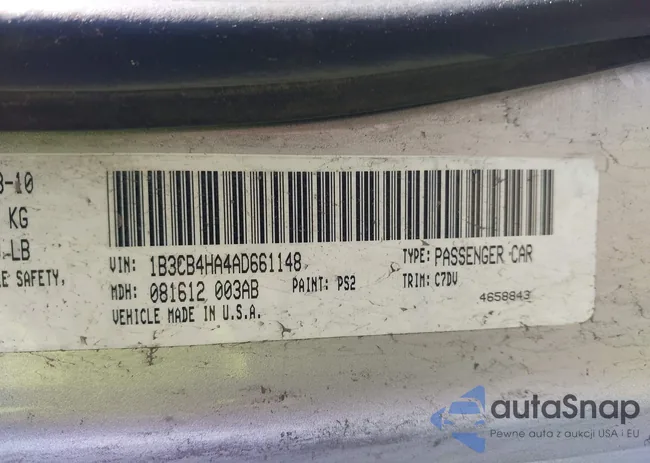 3-10
KG
LB
LE SAFETY,
VIN: 1B3CB4HA4AD661148 TYPE: PASSENGER CAR
MDH: 081612 003AB PAINT: PS2 TRIM: C7DV
VEHICLE MADE IN U.S.A. 4658843
autaSnap
Pewne auta z aukcji USA i EU